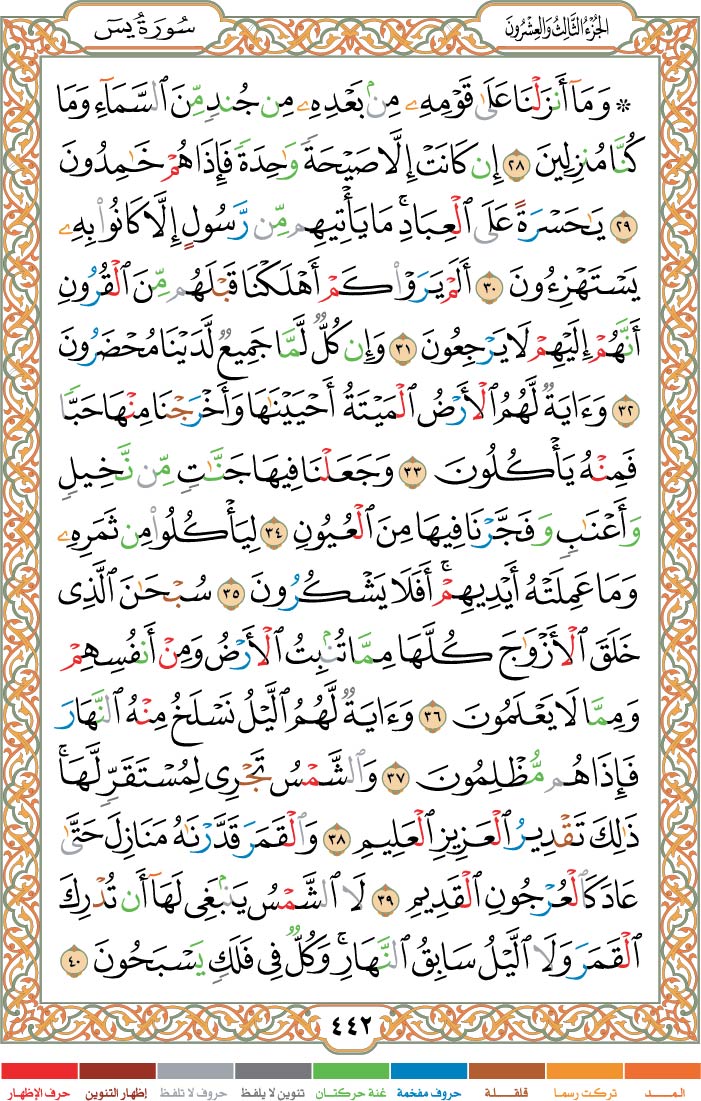 الجُزْءُ الثَّالِثُ وَالعِشْرُونَ
سُورَةُ يسٓ
۞ وَمَآ أَنزَلْنَا عَلَىٰ قَوْمِهِۦ مِنۢ بَعْدِهِۦ مِن جُندٍ مِّنَ ٱلسَّمَآءِ وَمَا
كُنَّا مُنزِلِينَ ٢٨ إِن كَانَتْ إِلَّا صَيْحَةً وَٰحِدَةً فَإِذَا هُمْ خَٰمِدُونَ
٢٩ يَٰحَسْرَةً عَلَى ٱلْعِبَادِ ۚ مَا يَأْتِيهِم مِّن رَّسُولٍ إِلَّا كَانُوا۟ بِهِۦ
يَسْتَهْزِءُونَ ٣٠ أَلَمْ يَرَوْا۟ كَمْ أَهْلَكْنَا قَبْلَهُم مِّنَ ٱلْقُرُونِ
أَنَّهُمْ إِلَيْهِمْ لَا يَرْجِعُونَ ٣١ وَإِن كُلٌّ لَّمَّا جَمِيعٌ لَّدَيْنَا مُحْضَرُونَ
٣٢ وَءَايَةٌ لَّهُمُ ٱلْأَرْضُ ٱلْمَيْتَةُ أَحْيَيْنَٰهَا وَأَخْرَجْنَا مِنْهَا حَبًّا
فَمِنْهُ يَأْكُلُونَ ٣٣ وَجَعَلْنَا فِيهَا جَنَّٰتٍ مِّن نَّخِيلٍ
وَأَعْنَٰبٍ وَفَجَّرْنَا فِيهَا مِنَ ٱلْعُيُونِ ٣٤ لِيَأْكُلُوا۟ مِن ثَمَرِهِۦ
وَمَا عَمِلَتْهُ أَيْدِيهِمْ ۖ أَفَلَا يَشْكُرُونَ ٣٥ سُبْحَٰنَ ٱلَّذِى
خَلَقَ ٱلْأَزْوَٰجَ كُلَّهَا مِمَّا تُنۢبِتُ ٱلْأَرْضُ وَمِنْ أَنفُسِهِمْ
وَمِمَّا لَا يَعْلَمُونَ ٣٦ وَءَايَةٌ لَّهُمُ ٱلَّيْلُ نَسْلَخُ مِنْهُ ٱلنَّهَارَ
فَإِذَا هُم مُّظْلِمُونَ ٣٧ وَٱلشَّمْسُ تَجْرِى لِمُسْتَقَرٍّ لَّهَا ۚ
ذَٰلِكَ تَقْدِيرُ ٱلْعَزِيزِ ٱلْعَلِيمِ ٣٨ وَٱلْقَمَرَ قَدَّرْنَٰهُ مَنَازِلَ حَتَّىٰ
عَادَ كَٱلْعُرْجُونِ ٱلْقَدِيمِ ٣٩ لَا ٱلشَّمْسُ يَنۢبَغِى لَهَآ أَن تُدْرِكَ
ٱلْقَمَرَ وَلَا ٱلَّيْلُ سَابِقُ ٱلنَّهَارِ ۚ وَكُلٌّ فِى فَلَكٍ يَسْبَحُونَ ٤٠
٤٤٢
المــد تركت رسما قلقلة حروف مفخمة غنة حركتان تنوين لا يلفظ حروف لا تلفظ إظهار التنوين حرف الإظهار